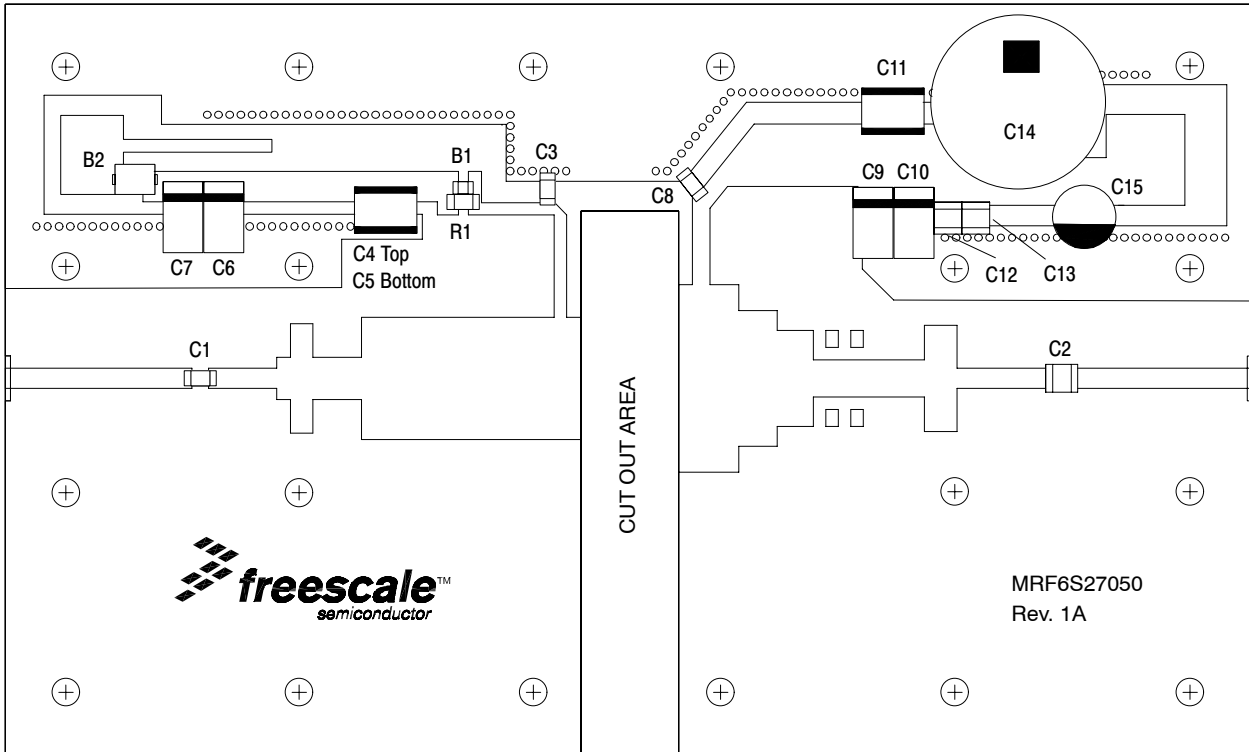 C11
C14
B2
B1
C3
C8
C9 C10
C15
R1
C7 C6
C4 Top
C5 Bottom
C12
C13
C1
C2
CUT OUT AREA
freescale™
semiconductor
MRF6S27050
Rev. 1A